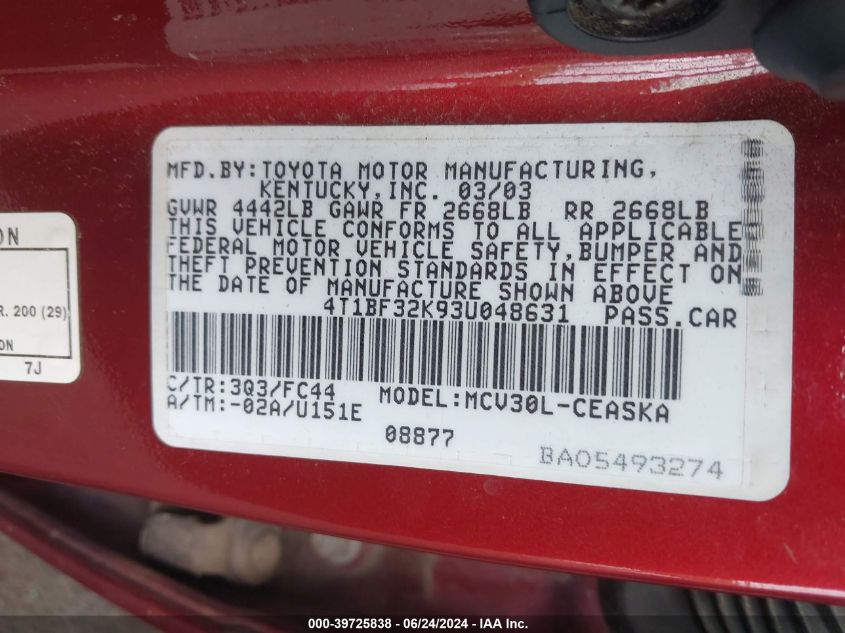 MFD.BY:TOYOTA MOTOR MANUFACTURING,
KENTUCKY,INC. 03/03
GVWR 4442LB GAWR FR 2668LB RR 2668LB
THIS VEHICLE CONFORMS TO ALL APPLICABLE
FEDERAL MOTOR VEHICLE SAFETY,BUMPER AND
THEFT PREVENTION STANDARDS IN EFFECT ON
THE DATE OF MANUFACTURE SHOWN ABOVE
4T1BF32K93U048631 PASS.CAR
C/TR:3Q3/FC44 MODEL:MCV30L-CEASKA
A/TM:-02A/U151E
08877
BA05493274
ON
R. 200 (29)
ON
7J
000-39725838 - 06/24/2024 - IAA Inc.